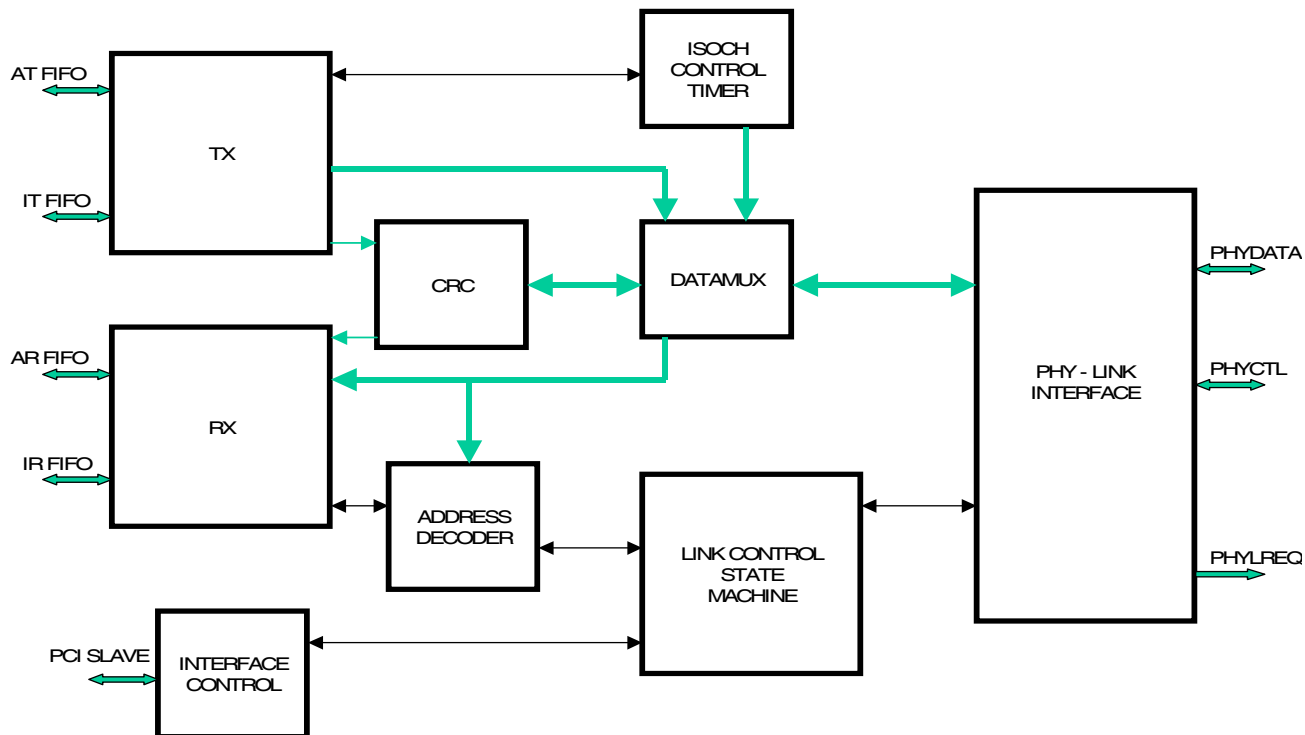 AT FIFO
IT FIFO
TX
ISOCH
CONTROL
TIMER
CRC
DATAMUX
AR FIFO
IR FIFO
RX
ADDRESS
DECODER
LINK CONTROL
STATE
MACHINE
PHY - LINK
INTERFACE
PHYDATA
PHYCTL
PHYLREQ
PCI SLAVE
INTERFACE
CONTROL